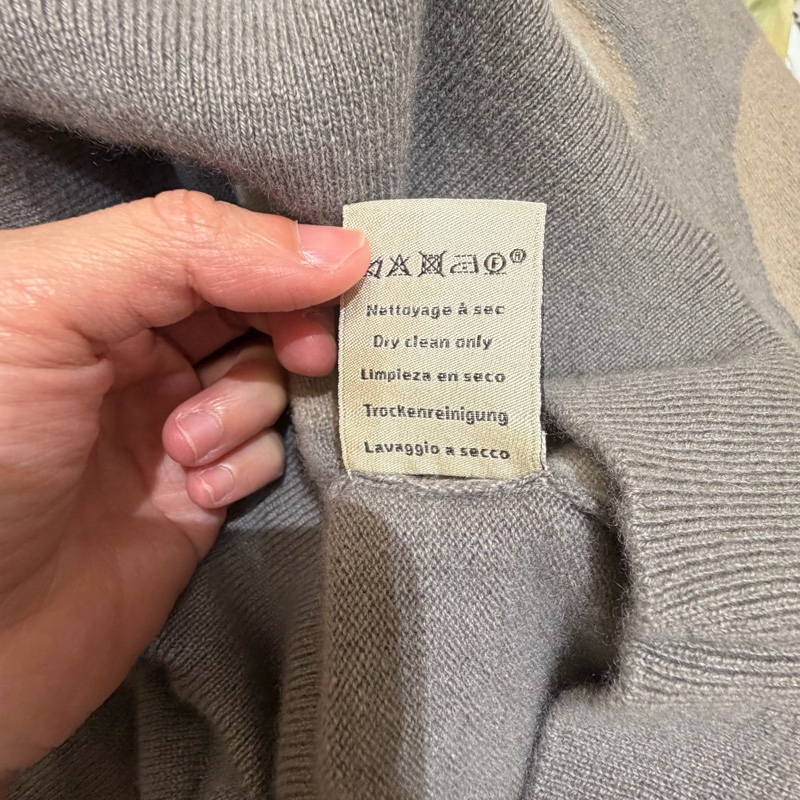 Ⓕ®
Nettoyage à sec
Dry clean only
Limpieza en seco
Trockenreinigung
Lavaggio a secco